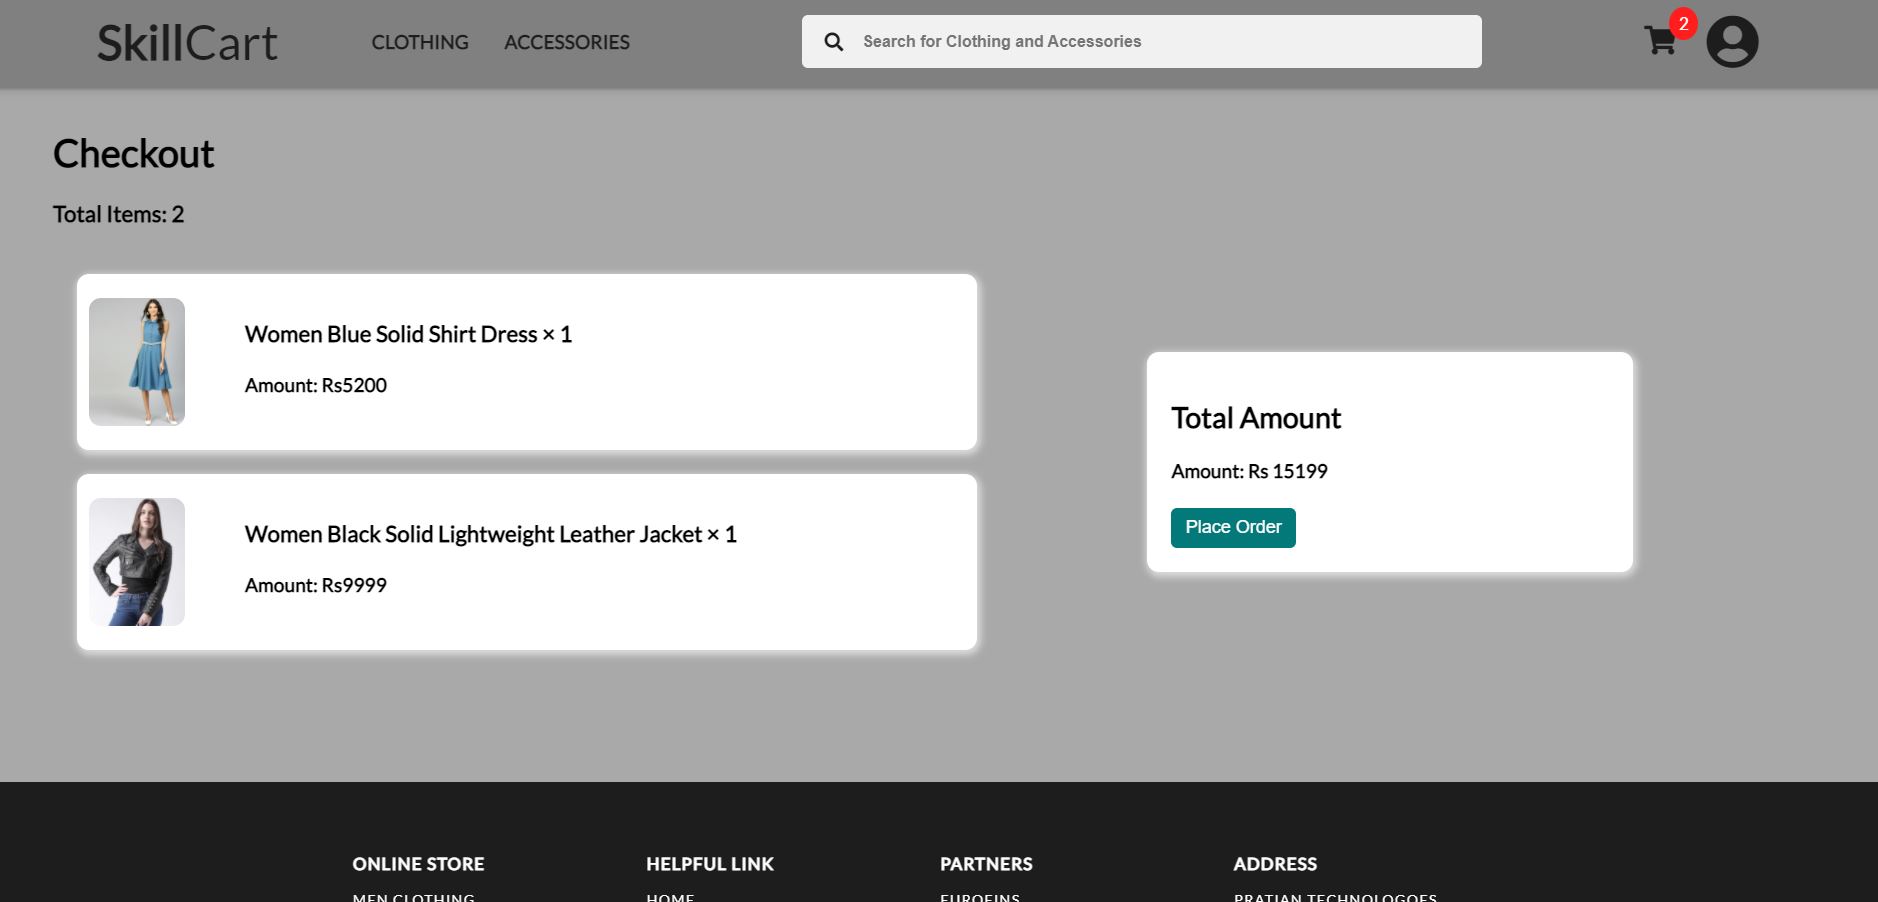 SkillCart
CLOTHING
ACCESSORIES
Search for Clothing and Accessories
2
Checkout
Total Items: 2
Women Blue Solid Shirt Dress × 1
Amount: Rs5200
Women Black Solid Lightweight Leather Jacket × 1
Amount: Rs9999
Total Amount
Amount: Rs 15199
Place Order
ONLINE STORE
HELPFUL LINK
PARTNERS
ADDRESS
MEN CLOTHING
HOME
EUROFINS
PRATIAN TECHNOLOGOES